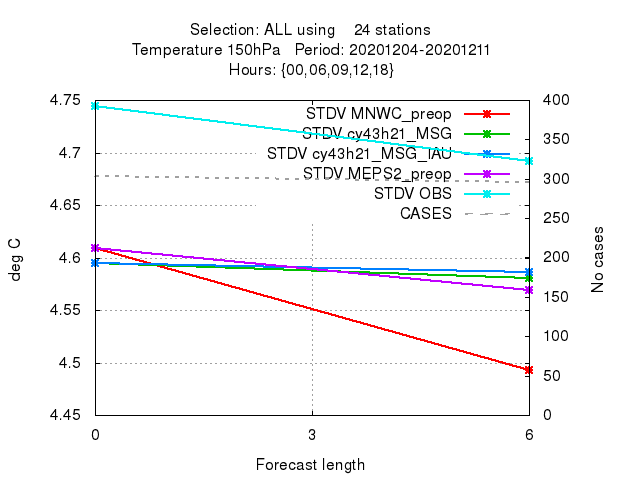 Selection: ALL using 24 stations
Temperature 150hPa Period: 20201204-20201211
Hours: {00,06,09,12,18}
4.75
4.7
4.65
4.6
4.55
4.5
4.45
deg C
STDV MNWC_preop
STDV cy43h21_MSG
STDV cy43h21_MSG_IAU
STDV MEPS2_preop
STDV OBS
CASES
400
350
300
250
200
150
100
50
0
No cases
0 3 6
Forecast length